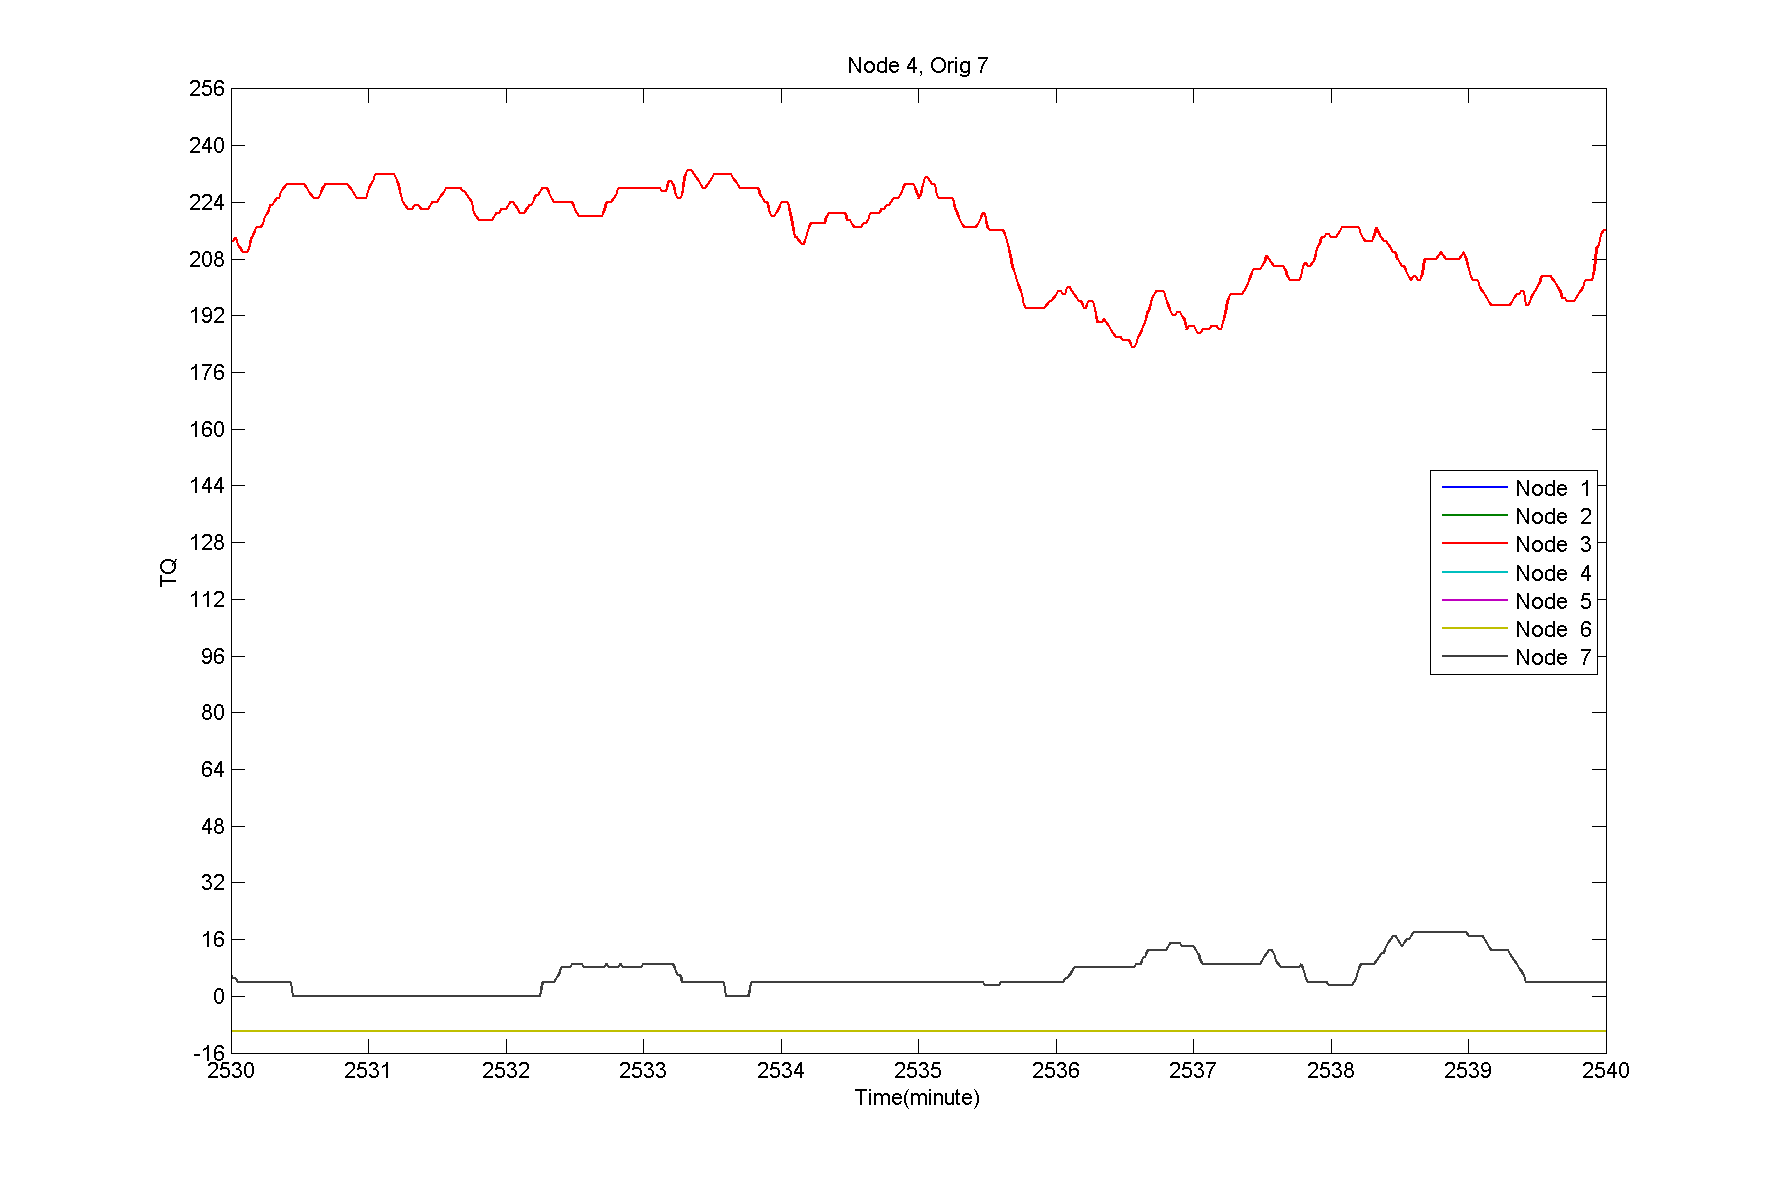 Node 4, Orig 7
256
240
224
208
192
176
160
144
128
112
96
80
64
48
32
16
0
-16
TQ
Node 1
Node 2
Node 3
Node 4
Node 5
Node 6
Node 7
2530 2531 2532 2533 2534 2535 2536 2537 2538 2539 2540
Time(minute)